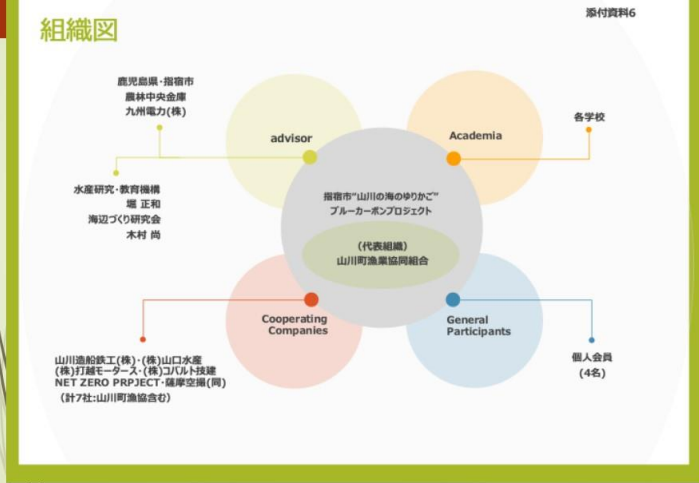 添付資料6
組織図
鹿児島県・指宿市
農林中央金庫
九州電力(株)
advisor
Academia
各学校
水産研究・教育機構
堀 正和
海辺づくり研究会
木村 尚
指宿市"山川の海のゆりかご"
ブルーカーボンプロジェクト
(代表組織)
山川町漁業協同組合
Cooperating
Companies
General
Participants
山川造船鉄工(株)・(株)山口水産
(株)打越モータース・(株)コバルト技建
NET ZERO PRPJECT・薩摩空撮(同)
(計7社:山川町漁協含む)
個人会員
(4名)